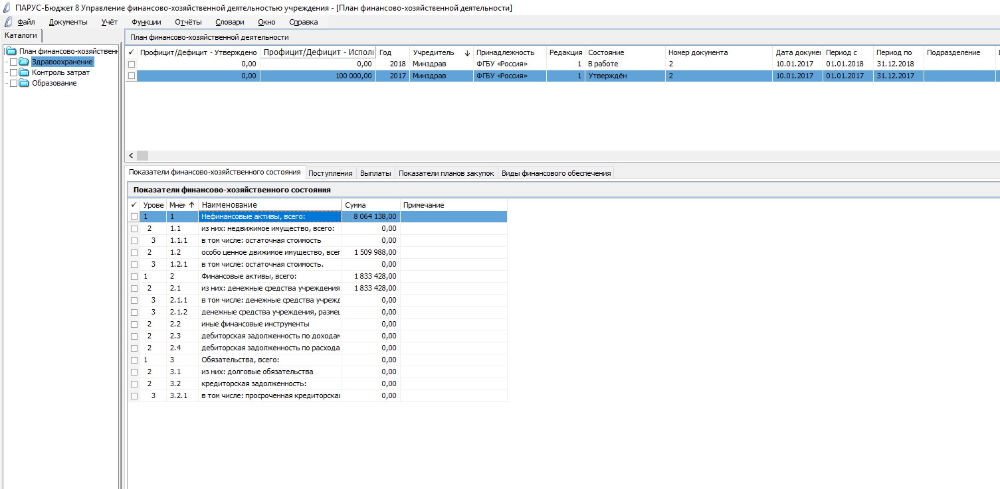 ПАРУС-Бюджет 8 Управление финансово-хозяйственной деятельностью учреждения - [План финансово-хозяйственной деятельности]
Файл Документы Учёт Функции Отчёты Словари Окно Справка
Каталоги
План финансово-хозяйственн
Здравоохранение
Контроль затрат
Образование
План финансово-хозяйственной деятельности
✓ Профицит/Дефицит - Утверждено Профицит/Дефицит - Исполн Год Учредитель ↓ Принадлежность Редакция Состояние Номер документа Дата докумен Период с Период по Подразделение
0,00 0,00 2018 Минздрав ФГБУ «Россия» 1 В работе 2 10.01.2017 01.01.2018 31.12.2018
0,00 100 000,00 2017 Минздрав ФГБУ «Россия» 1 Утверждён 2 10.01.2017 01.01.2017 31.12.2017
Показатели финансово-хозяйственного состояния Поступления Выплаты Показатели планов закупок Виды финансового обеспечения
Показатели финансово-хозяйственного состояния
✓ Урове Мнем ↑ Наименование Сумма Примечание
1 1 Нефинансовые активы, всего: 8 064 138,00
2 1.1 из них: недвижимое имущество, всего: 0,00
3 1.1.1 в том числе: остаточная стоимость 0,00
2 1.2 особо ценное движимое имущество, всег 1 509 988,00
3 1.2.1 в том числе: остаточная стоимость. 0,00
1 2 Финансовые активы, всего: 1 833 428,00
2 2.1 из них: денежные средства учреждения 1 833 428,00
3 2.1.1 в том числе: денежные средства учрежд 0,00
3 2.1.2 денежные средства учреждения, размещ 0,00
2 2.2 иные финансовые инструменты 0,00
2 2.3 дебиторская задолженность по доходам 0,00
2 2.4 дебиторская задолженность по расхода 0,00
1 3 Обязательства, всего: 0,00
2 3.1 из них: долговые обязательства 0,00
2 3.2 кредиторская задолженность: 0,00
3 3.2.1 в том числе: просроченная кредиторская 0,00